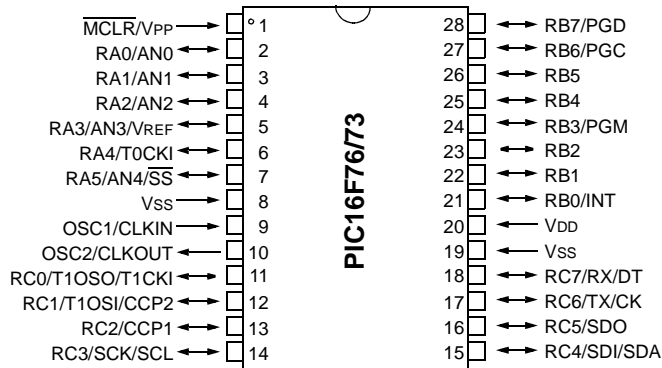 MCLR/VPP 1
RA0/AN0 2
RA1/AN1 3
RA2/AN2 4
RA3/AN3/VREF 5
RA4/T0CKI 6
RA5/AN4/SS 7
VSS 8
OSC1/CLKIN 9
OSC2/CLKOUT 10
RC0/T1OSO/T1CKI 11
RC1/T1OSI/CCP2 12
RC2/CCP1 13
RC3/SCK/SCL 14
PIC16F76/73
28 RB7/PGD
27 RB6/PGC
26 RB5
25 RB4
24 RB3/PGM
23 RB2
22 RB1
21 RB0/INT
20 VDD
19 VSS
18 RC7/RX/DT
17 RC6/TX/CK
16 RC5/SDO
15 RC4/SDI/SDA